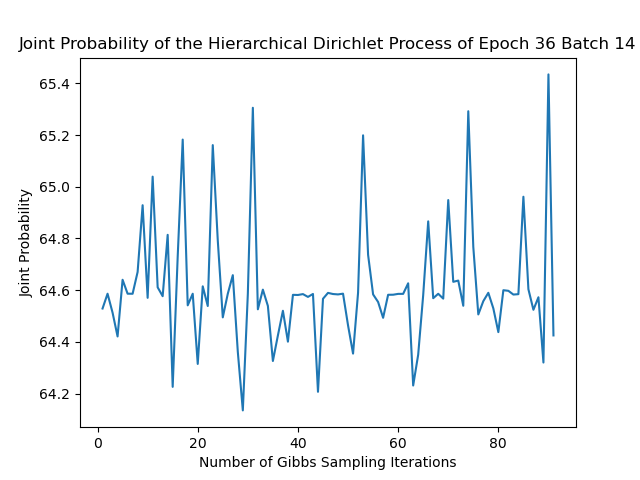 Joint Probability of the Hierarchical Dirichlet Process of Epoch 36 Batch 14
65.4
65.2
65.0
64.8
64.6
64.4
64.2
Joint Probability
0 20 40 60 80
Number of Gibbs Sampling Iterations